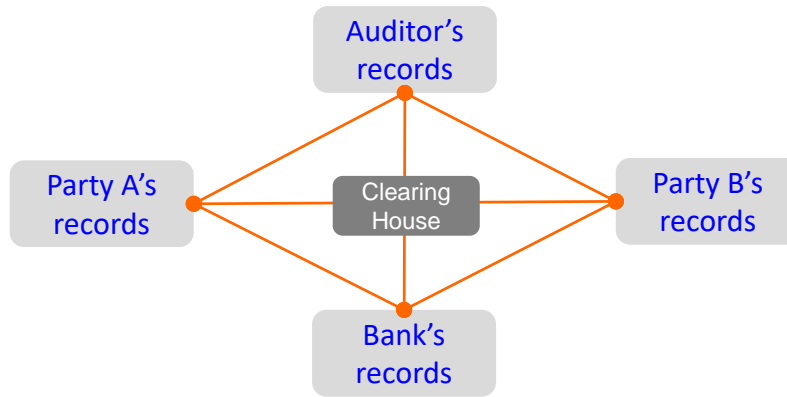 Auditor’s
records
Party A’s
records
Clearing
House
Party B’s
records
Bank’s
records